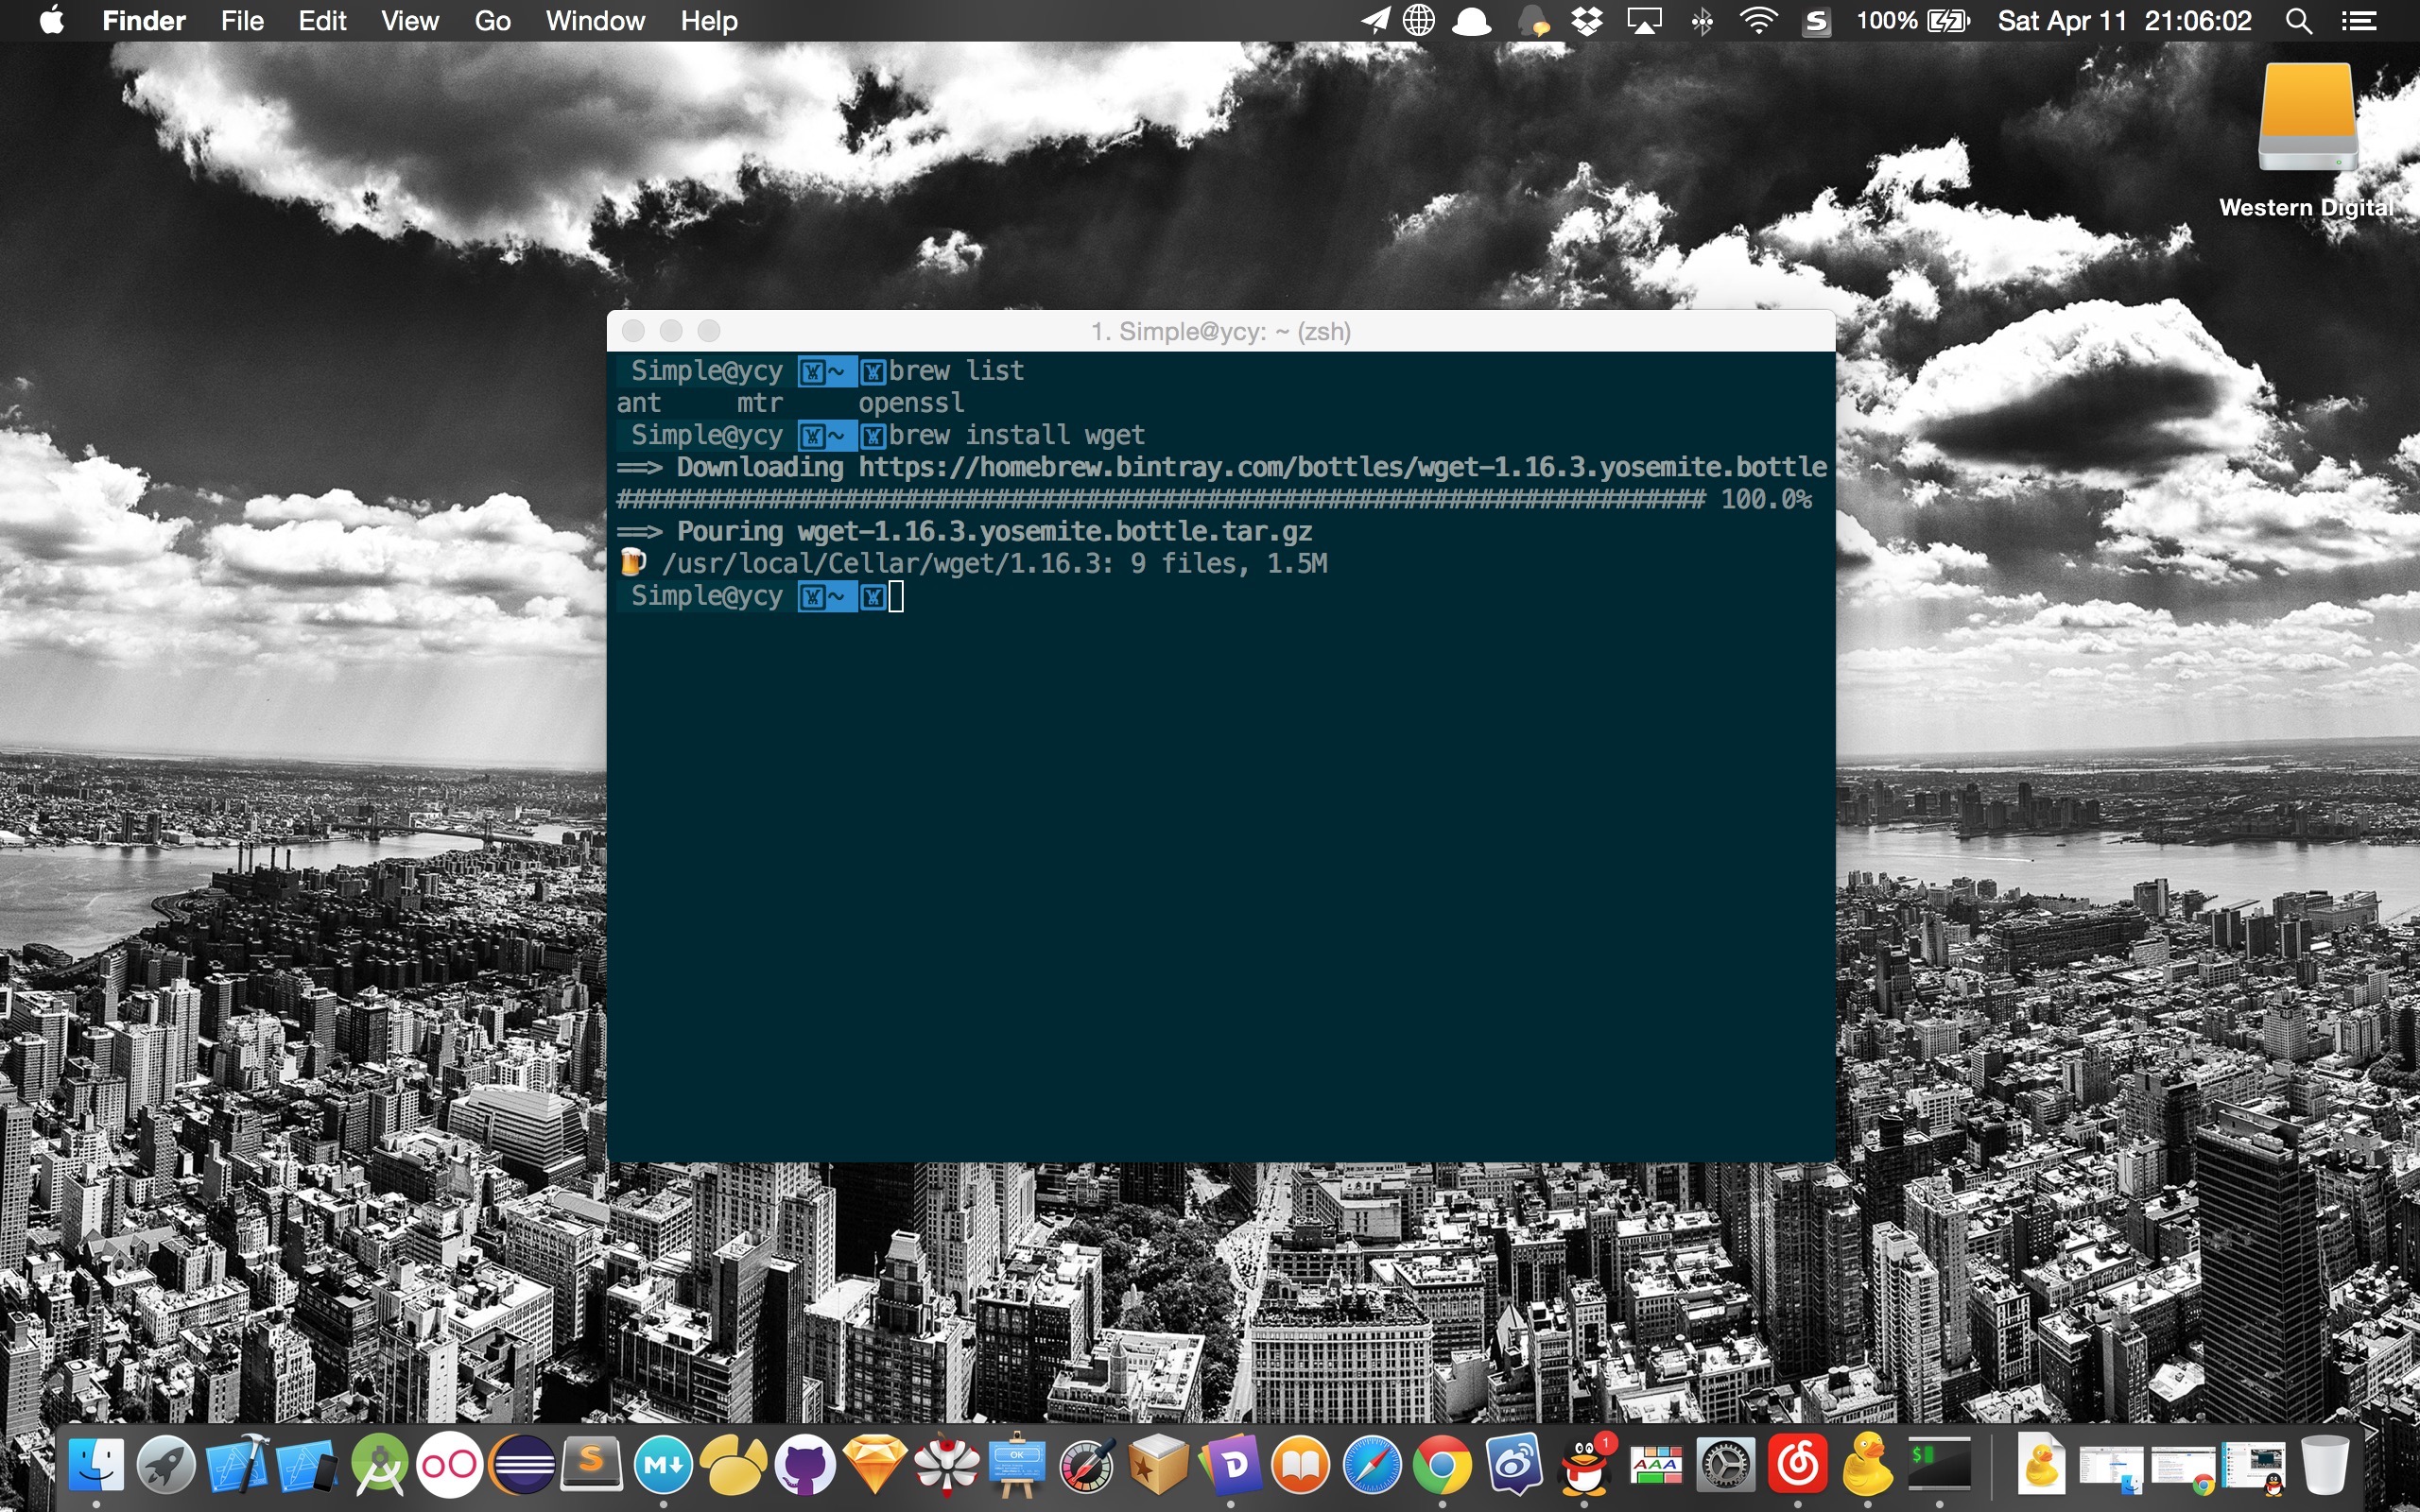 Finder File Edit View Go Window Help 100% Sat Apr 11 21:06:02
Western Digital
1. Simple@ycy: ~ (zsh)
Simple@ycy ~ brew list
ant mtr openssl
Simple@ycy ~ brew install wget
==> Downloading https://homebrew.bintray.com/bottles/wget-1.16.3.yosemite.bottle
######################################################################## 100.0%
==> Pouring wget-1.16.3.yosemite.bottle.tar.gz
🍺 /usr/local/Cellar/wget/1.16.3: 9 files, 1.5M
Simple@ycy ~
S M OK D 1 AAA $